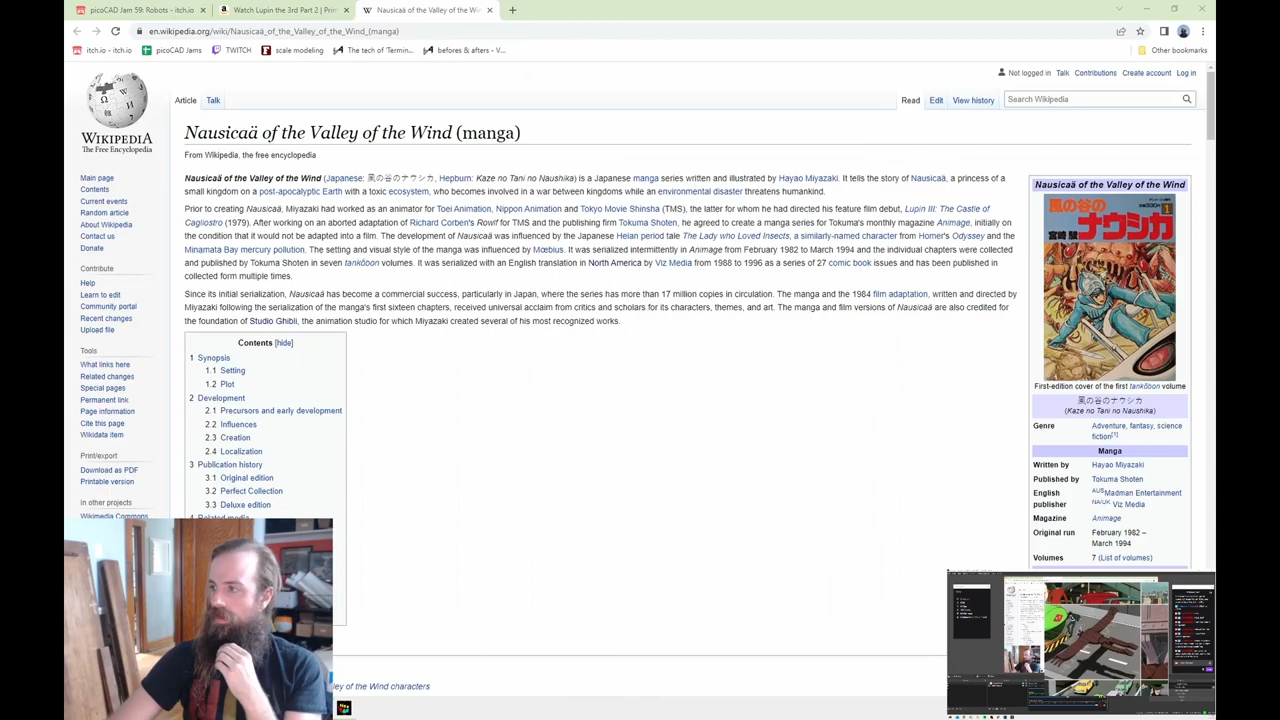 picoCAD Jam 59: Robots - itch.io
Watch Lupin the 3rd Part 2 | Prim
Nausicaä of the Valley of the Win
en.wikipedia.org/wiki/Nausicaä_of_the_Valley_of_the_Wind_(manga)
itch.io - itch.io
picoCAD Jams
TWITCH
scale modeling
The tech of 'Termin...
befores & afters - V...
Other bookmarks
Not logged in Talk Contributions Create account Log in
Article Talk
Read Edit View history
Search Wikipedia
WIKIPEDIA
The Free Encyclopedia
Main page
Contents
Current events
Random article
About Wikipedia
Contact us
Donate
Contribute
Help
Learn to edit
Community portal
Recent changes
Upload file
Tools
What links here
Related changes
Special pages
Permanent link
Page information
Cite this page
Wikidata item
Print/export
Download as PDF
Printable version
In other projects
Wikimedia Commons
Nausicaä of the Valley of the Wind (manga)
From Wikipedia, the free encyclopedia
Nausicaä of the Valley of the Wind (Japanese: 風の谷のナウシカ, Hepburn: Kaze no Tani no Naushika) is a Japanese manga series written and illustrated by Hayao Miyazaki. It tells the story of Nausicaä, a princess of a
small kingdom on a post-apocalyptic Earth with a toxic ecosystem, who becomes involved in a war between kingdoms while an environmental disaster threatens humankind.
Prior to creating Nausicaä, Miyazaki had worked as an animator for Toei Animation, Nippon Animation and Tokyo Movie Shinsha (TMS), the latter for whom he had directed his feature film debut, Lupin III: The Castle of
Cagliostro (1979). After working on an aborted adaptation of Richard Corben's Rowlf for TMS and the publishing firm Tokuma Shoten, he agreed to create a manga series for Tokuma's monthly magazine Animage, initially on
the condition that it would not be adapted into a film. The development of Nausicaä was influenced by the Japanese Heian period tale The Lady who Loved Insects, a similarly-named character from Homer's Odyssey and the
Minamata Bay mercury pollution. The setting and visual style of the manga was influenced by Mœbius. It was serialized intermittently in Animage from February 1982 to March 1994 and the individual chapters were collected
and published by Tokuma Shoten in seven tankōbon volumes. It was serialized with an English translation in North America by Viz Media from 1988 to 1996 as a series of 27 comic book issues and has been published in
collected form multiple times.
Since its initial serialization, Nausicaä has become a commercial success, particularly in Japan, where the series has more than 17 million copies in circulation. The manga and the 1984 film adaptation, written and directed by
Miyazaki following the serialization of the manga's first sixteen chapters, received universal acclaim from critics and scholars for its characters, themes, and art. The manga and film versions of Nausicaä are also credited for
the foundation of Studio Ghibli, the animation studio for which Miyazaki created several of his most recognized works.
Contents [hide]
1 Synopsis
1.1 Setting
1.2 Plot
2 Development
2.1 Precursors and early development
2.2 Influences
2.3 Creation
2.4 Localization
3 Publication history
3.1 Original edition
3.2 Perfect Collection
3.3 Deluxe edition
4 Related media
ley of the Wind characters
Nausicaä of the Valley of the Wind
風の谷の
ナウシカ
1
宮崎駿
First-edition cover of the first tankōbon volume
風の谷のナウシカ
(Kaze no Tani no Naushika)
Genre Adventure, fantasy, science
fiction[1]
Manga
Written by Hayao Miyazaki
Published by Tokuma Shoten
English AUS Madman Entertainment
publisher NA/UK Viz Media
Magazine Animage
Original run February 1982 –
March 1994
Volumes 7 (List of volumes)